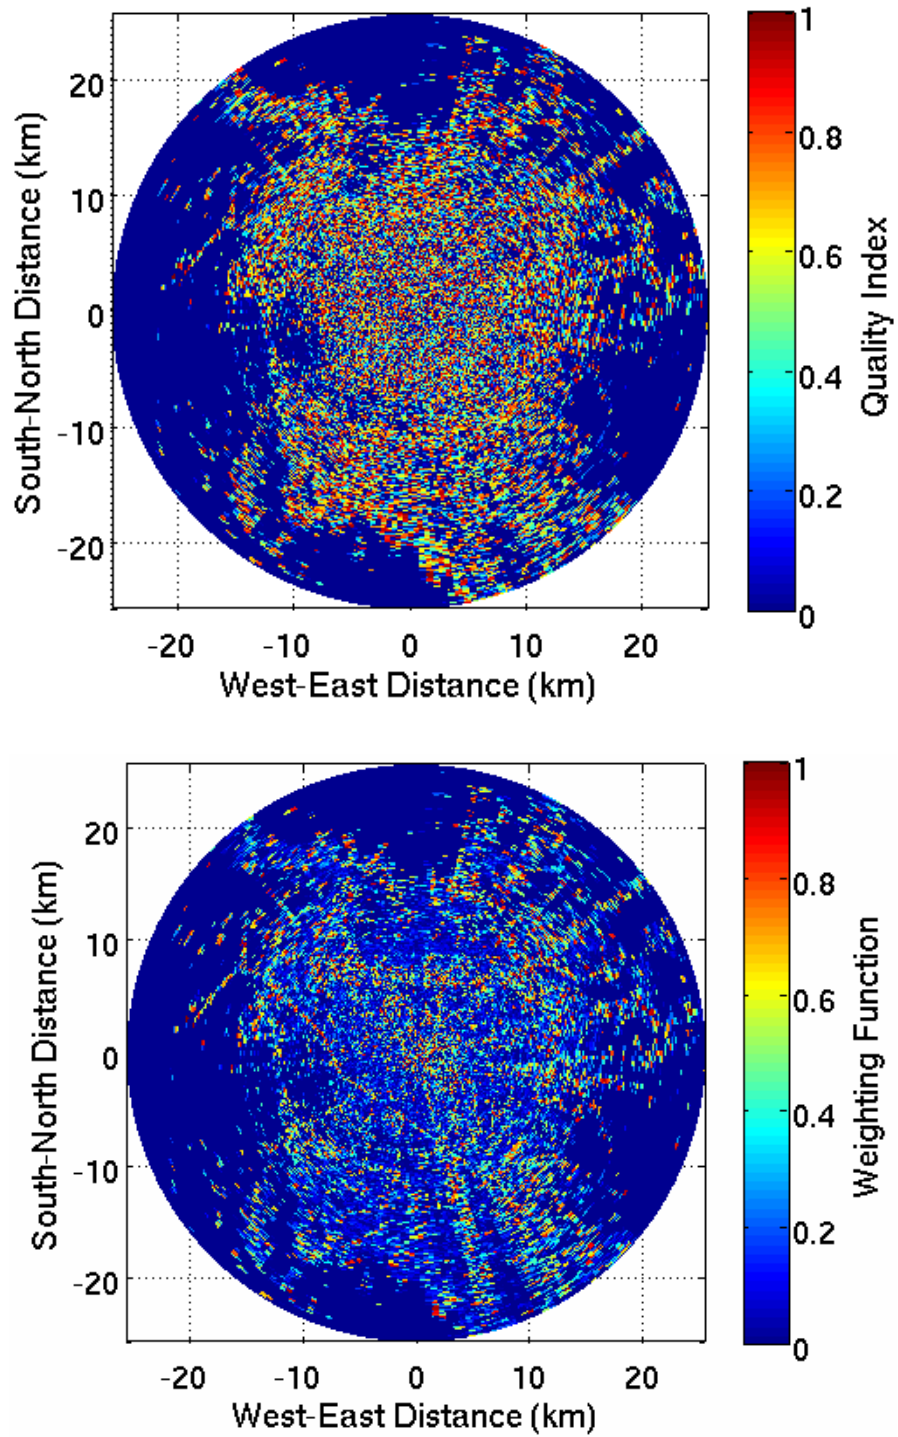 1
20
0.8
10
0.6
0
0.4
-10
0.2
-20
0
South-North Distance (km)
Quality Index
-20 -10 0 10 20
West-East Distance (km)
1
20
0.8
10
0.6
0
0.4
-10
0.2
-20
0
South-North Distance (km)
Weighting Function
-20 -10 0 10 20
West-East Distance (km)